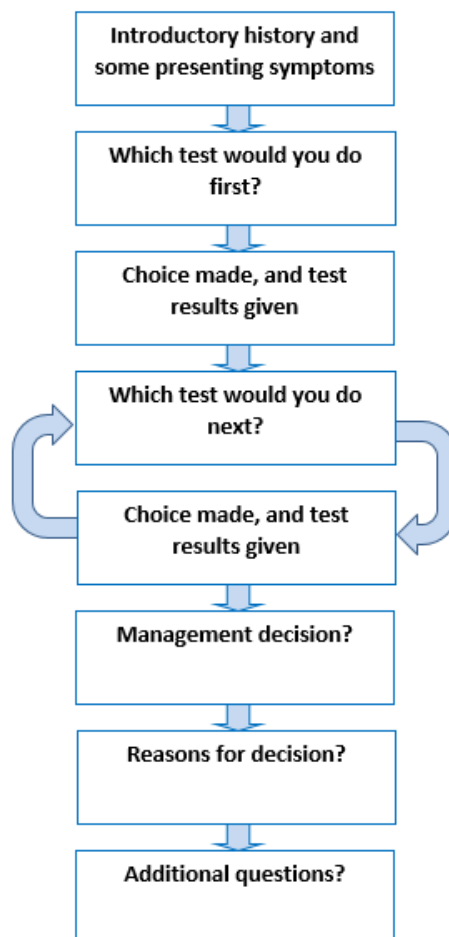 Introductory history and
some presenting symptoms
Which test would you do
first?
Choice made, and test
results given
Which test would you do
next?
Choice made, and test
results given
Management decision?
Reasons for decision?
Additional questions?